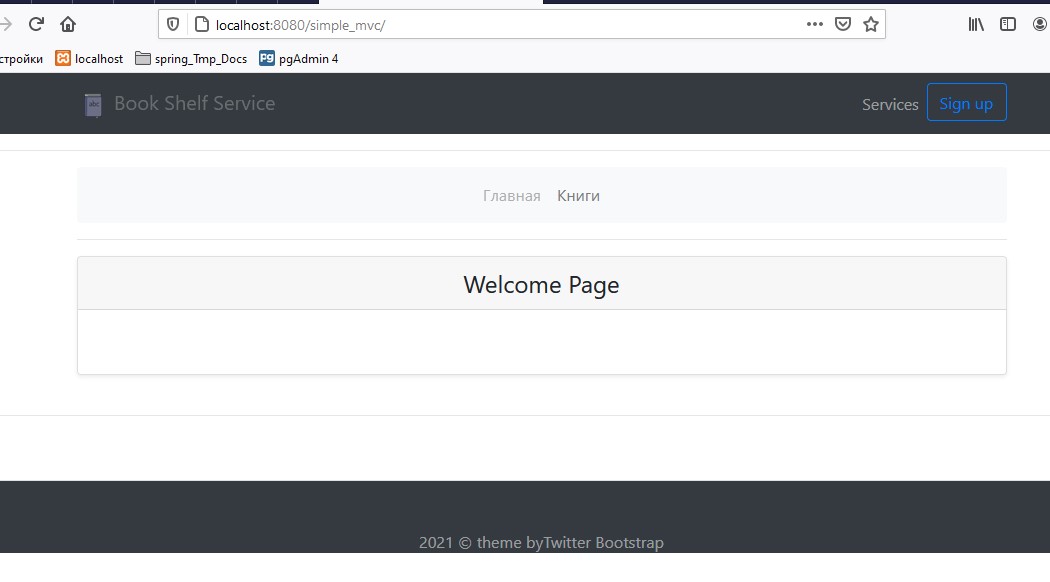 localhost:8080/simple_mvc/
стройки localhost spring_Tmp_Docs pgAdmin 4
Book Shelf Service Services Sign up
Главная Книги
Welcome Page
2021 © theme byTwitter Bootstrap